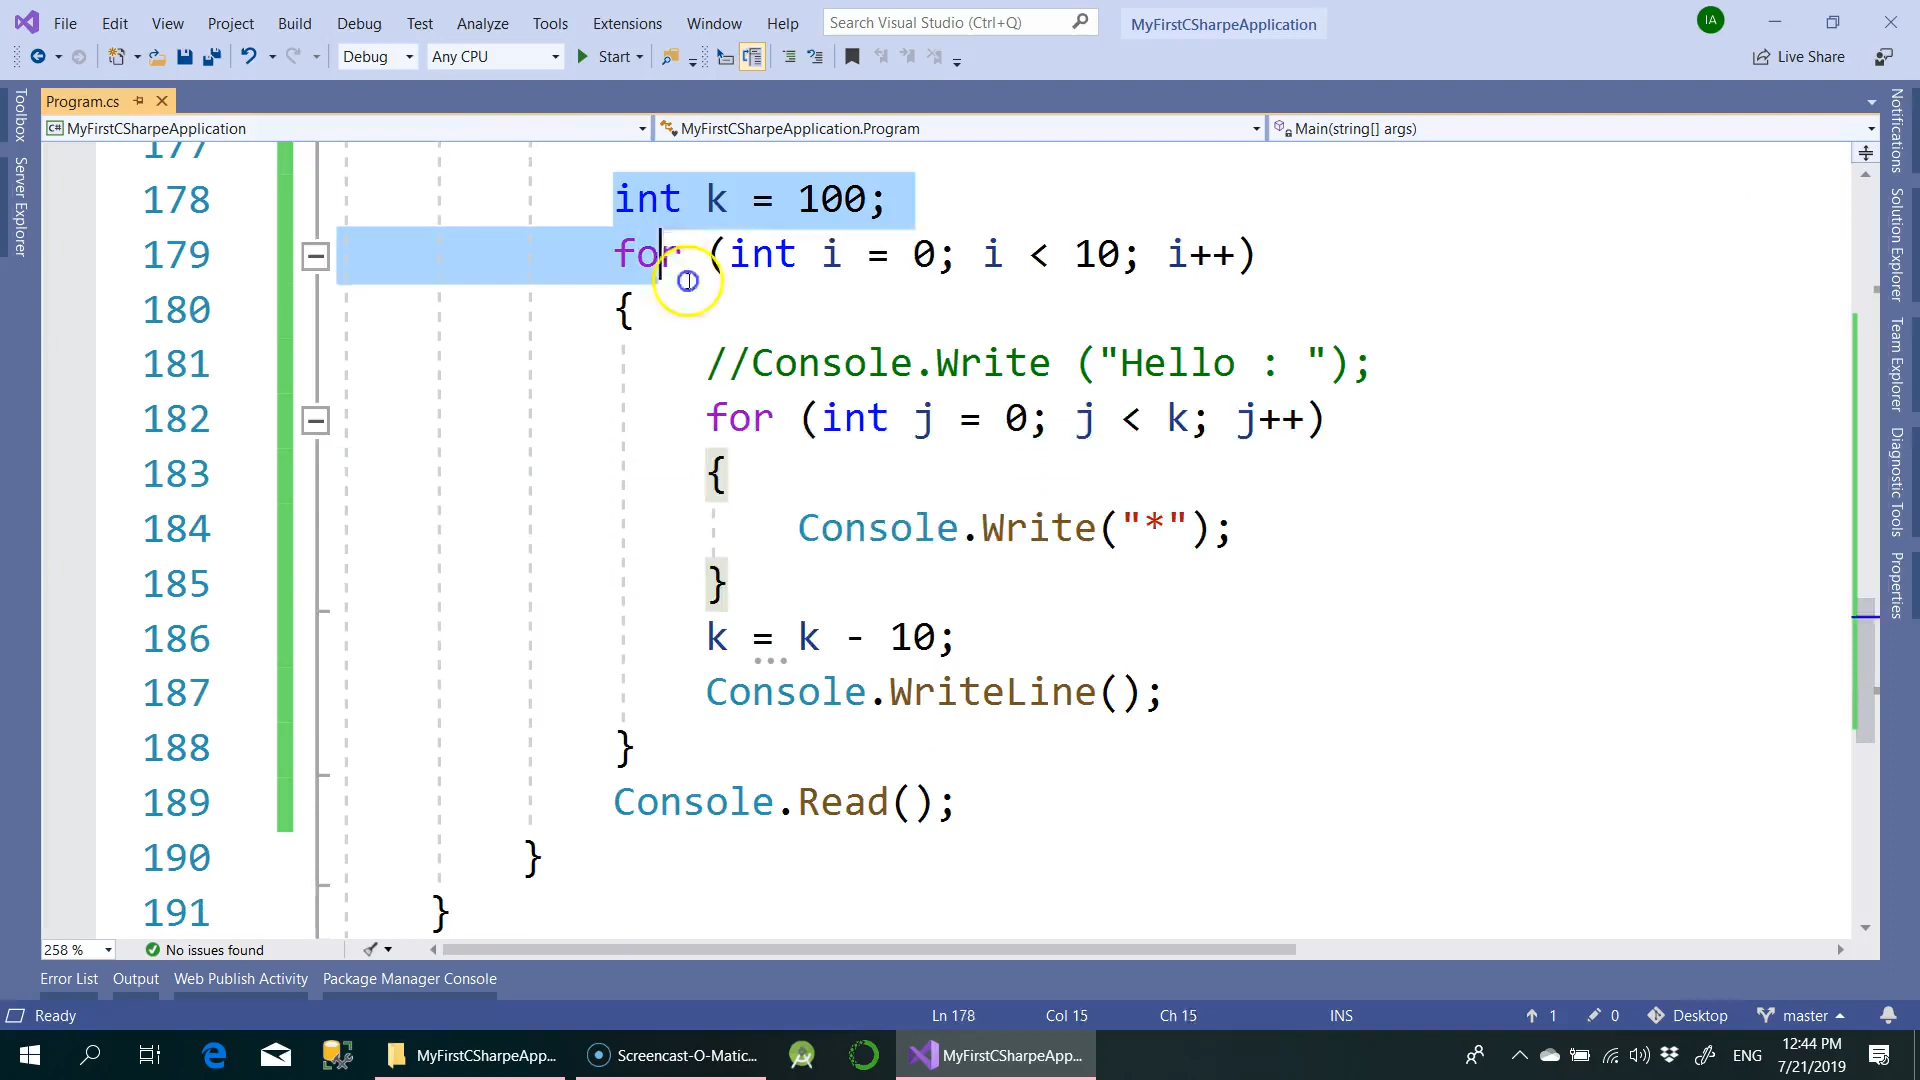 File Edit View Project Build Debug Test Analyze Tools Extensions Window Help Search Visual Studio (Ctrl+Q) MyFirstCSharpeApplication IA
Debug Any CPU Start Live Share
Program.cs
C# MyFirstCSharpeApplication MyFirstCSharpeApplication.Program Main(string[] args)
Toolbox
Server Explorer
177
178 int k = 100;
179 for (int i = 0; i < 10; i++)
180 {
181 //Console.Write ("Hello : ");
182 for (int j = 0; j < k; j++)
183 {
184 Console.Write("*");
185 }
186 k = k - 10;
187 Console.WriteLine();
188 }
189 Console.Read();
190 }
191 }
Notifications
Solution Explorer
Team Explorer
Diagnostic Tools
Properties
258 % No issues found
Error List Output Web Publish Activity Package Manager Console
Ready Ln 178 Col 15 Ch 15 INS 1 0 Desktop master
MyFirstCSharpeApp... Screencast-O-Matic... MyFirstCSharpeApp... ENG 12:44 PM
7/21/2019